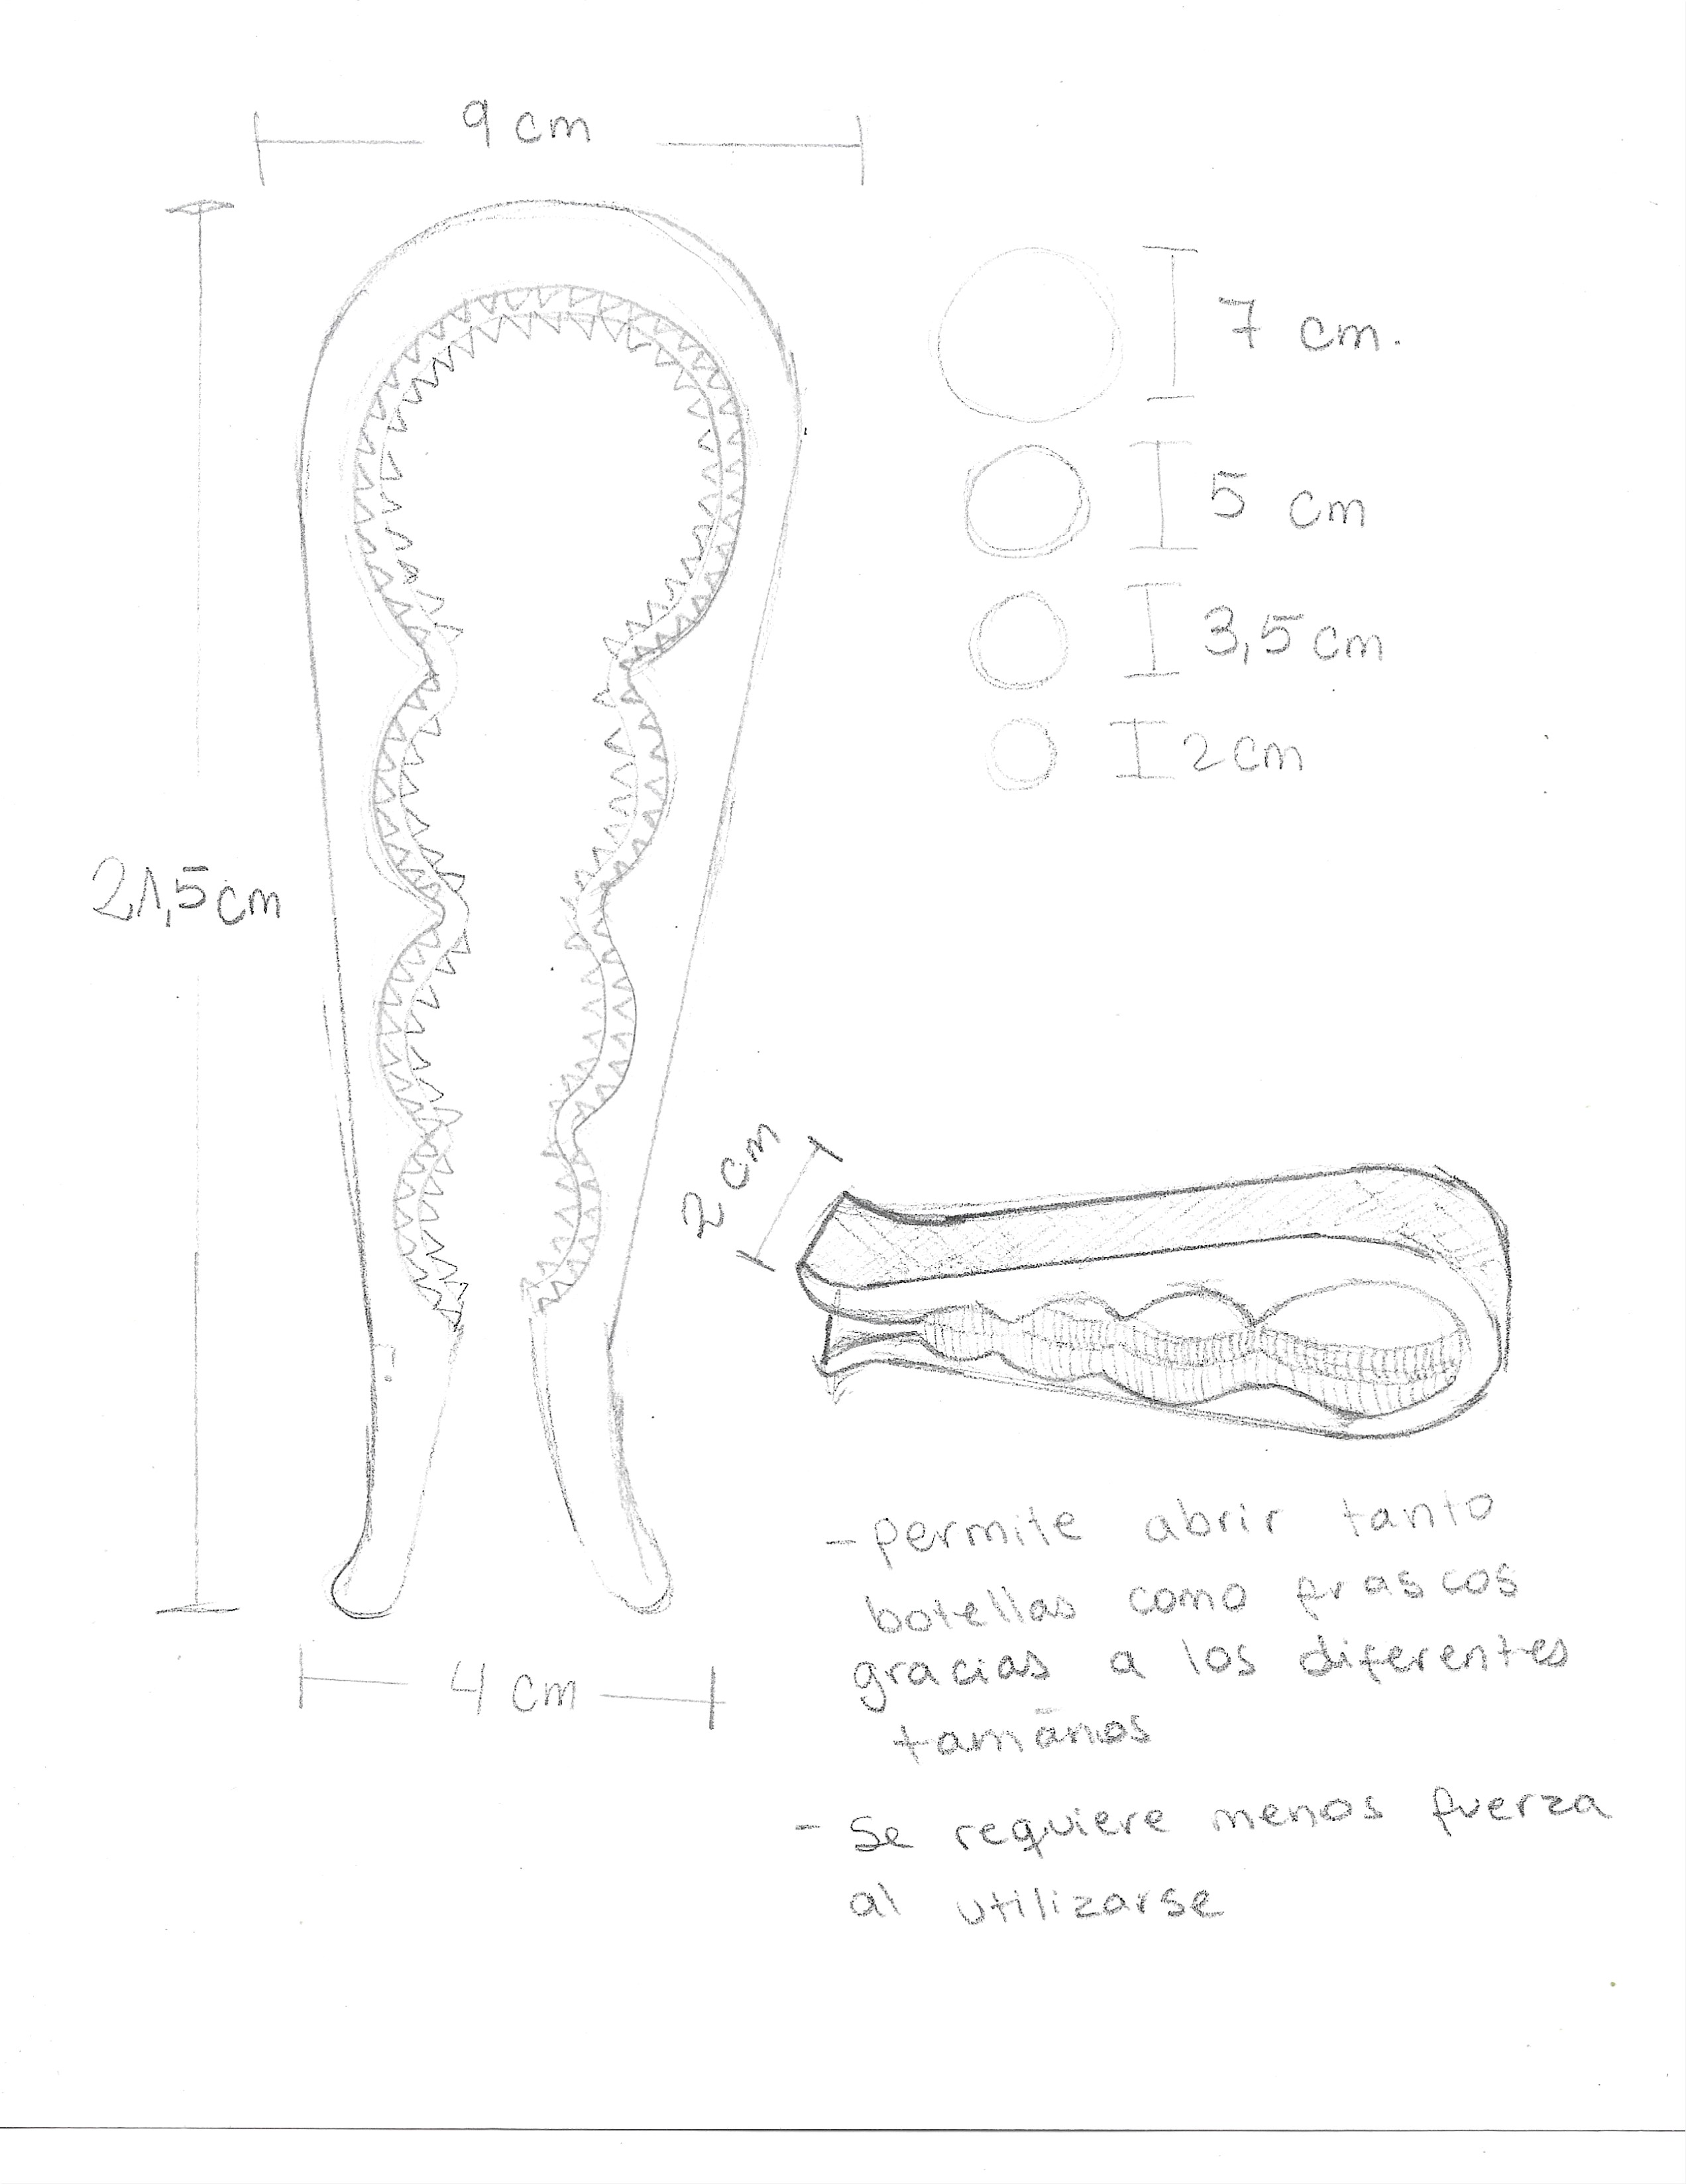 9 cm
7 cm.
5 cm
3,5 cm
2 cm
21,5 cm
2 cm
- permite abrir tanto
botellas como frascos
gracias a los diferentes
tamaños
4 cm
- Se requiere menos fuerza
al utilizarse